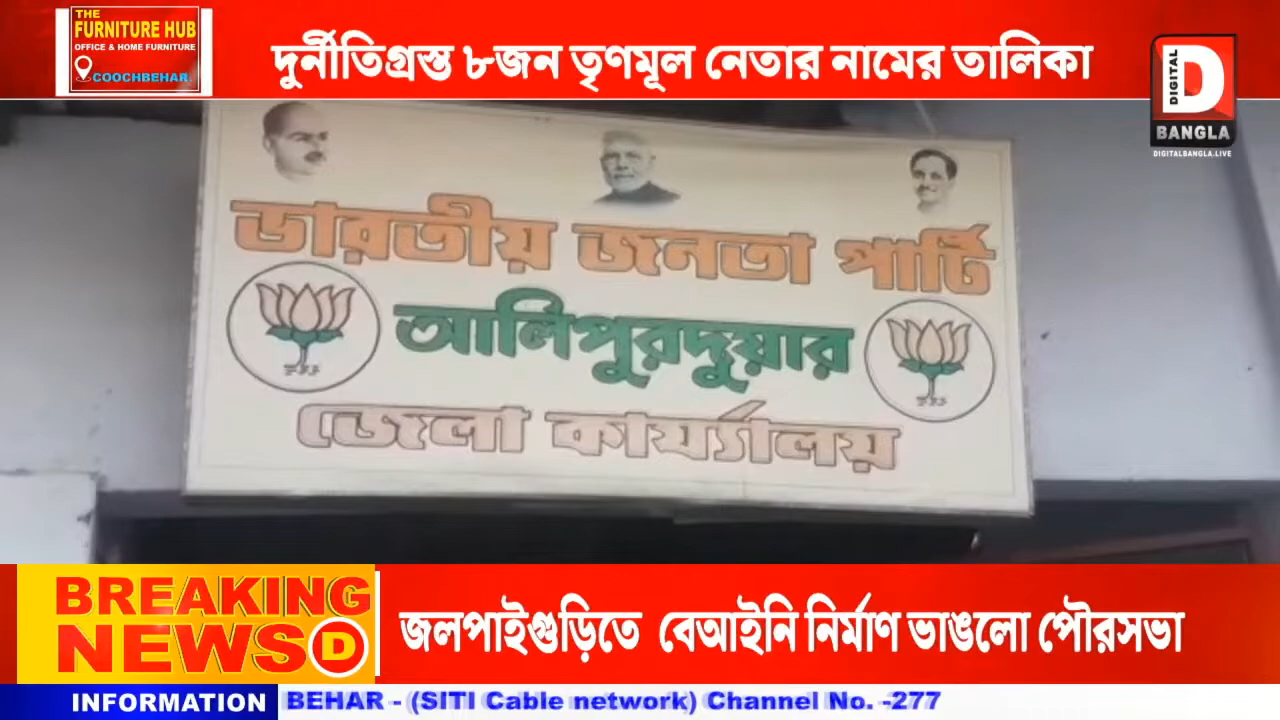 THE
FURNITURE HUB
OFFICE & HOME FURNITURE
COOCHBEHAR
দুর্নীতিগ্রস্ত ৮জন তৃণমূল নেতার নামের তালিকা
DIGITAL
BANGLA
DIGITALBANGLA.LIVE
ভারতীয় জনতা পার্টি
আলিপুরদুয়ার
জেলা কার্য্যালয়
BREAKING
NEWS
জলপাইগুড়িতে বেআইনি নির্মাণ ভাঙলো পৌরসভা
INFORMATION
BEHAR - (SITI Cable network) Channel No. -277